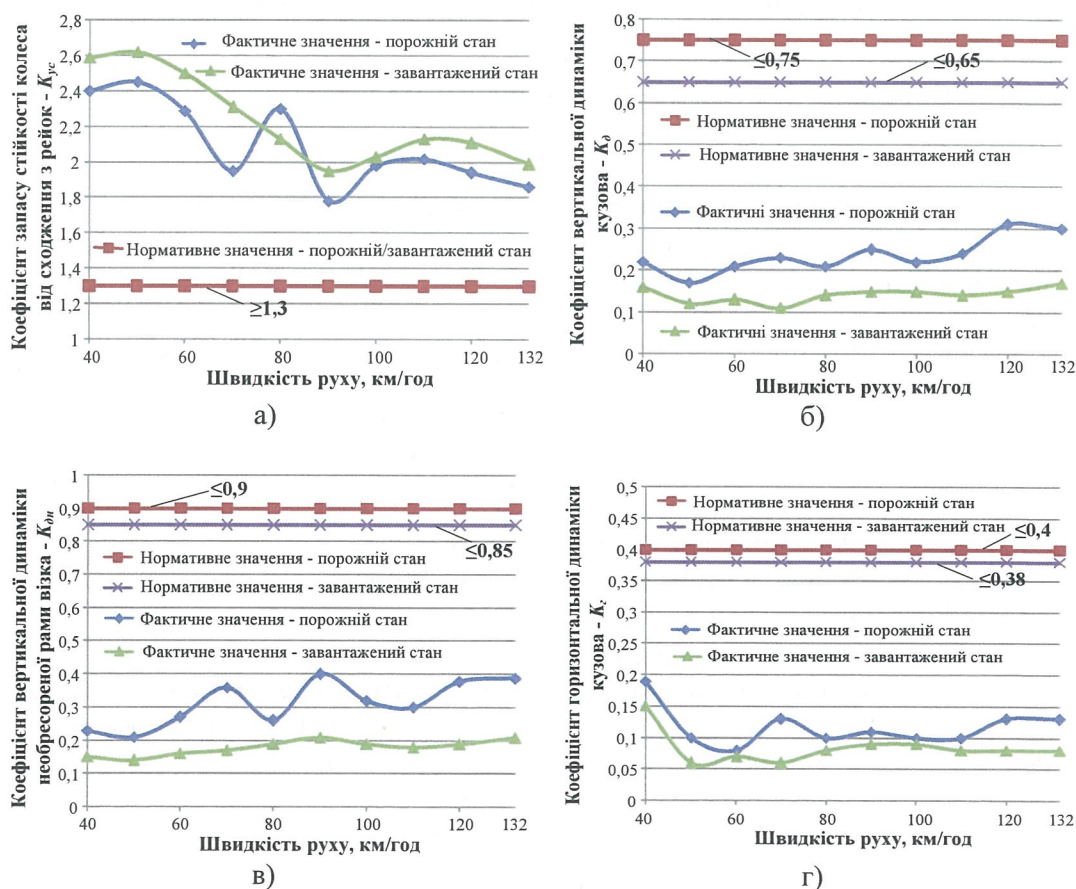 2,8
2,6
2,4
2,2
2
1,8
1,6
1,4
1,2
1
Коефіцієнт запасу стійкості колеса
від сходження з рейок - Kус
Фактичне значення - порожній стан
Фактичне значення - завантажений стан
Нормативне значення - порожній/завантажений стан
≥1,3
40 60 80 100 120 132
Швидкість руху, км/год
а)
0,8
0,7
0,6
0,5
0,4
0,3
0,2
0,1
0
Коефіцієнт вертикальної динаміки
кузова - Kд
≤0,75
≤0,65
Нормативне значення - порожній стан
Нормативне значення - завантажений стан
Фактичні значення - порожній стан
Фактичні значення - завантажений стан
40 60 80 100 120 132
Швидкість руху, км/год
б)
1
0,9
0,8
0,7
0,6
0,5
0,4
0,3
0,2
0,1
0
Коефіцієнт вертикальної динаміки
необресореної рами візка - Kдн
≤0,9
≤0,85
Нормативне значення - порожній стан
Нормативне значення - завантажений стан
Фактичне значення - порожній стан
Фактичне значення - завантажений стан
40 60 80 100 120 132
Швидкість руху, км/год
в)
0,5
0,45
0,4
0,35
0,3
0,25
0,2
0,15
0,1
0,05
0
Коефіцієнт горизонтальної динаміки
кузова - Kг
Нормативне значення - порожній стан
Нормативне значення - завантажений стан
≤0,4
≤0,38
Фактичне значення - порожній стан
Фактичне значення - завантажений стан
40 60 80 100 120 132
Швидкість руху, км/год
г)